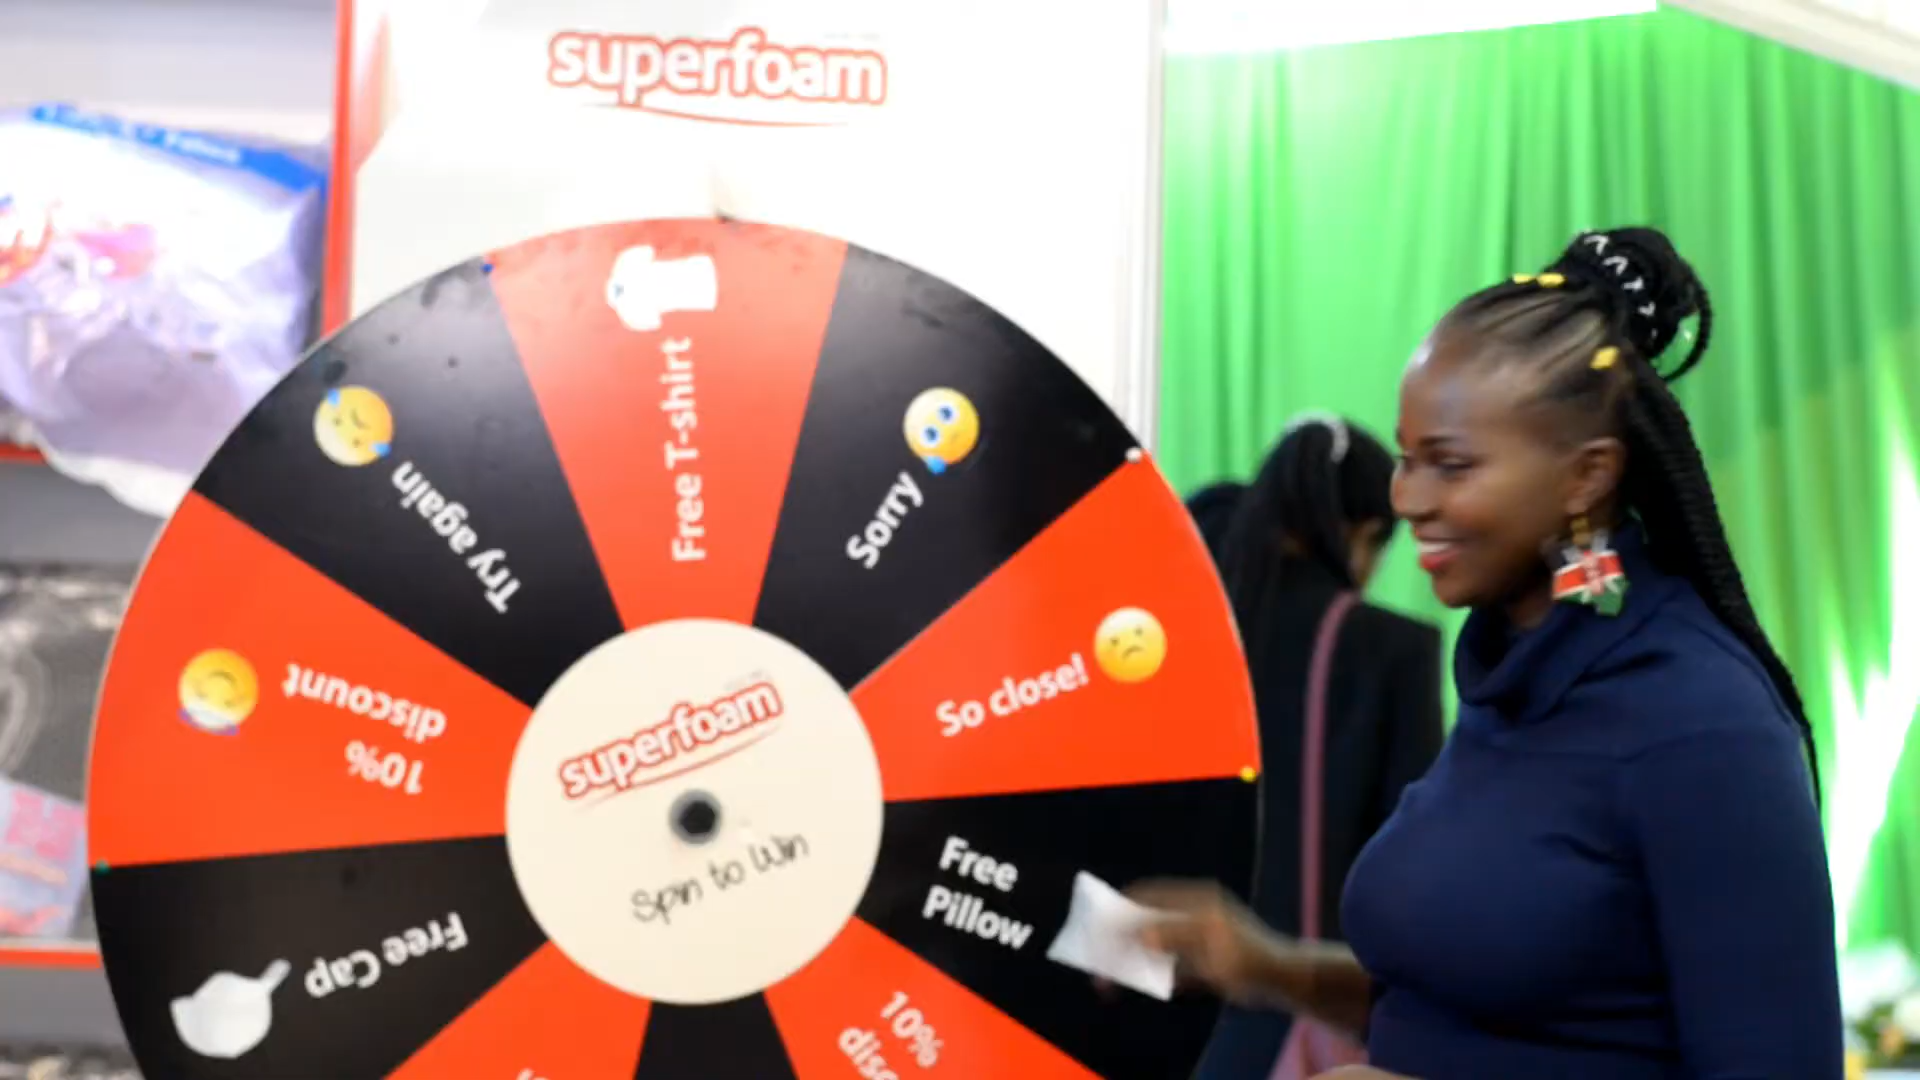 superfoam
Free T-shirt
Sorry
So close!
Free
Pillow
10%
Free Cap
10%
discount
Try again
superfoam
Spin to Win